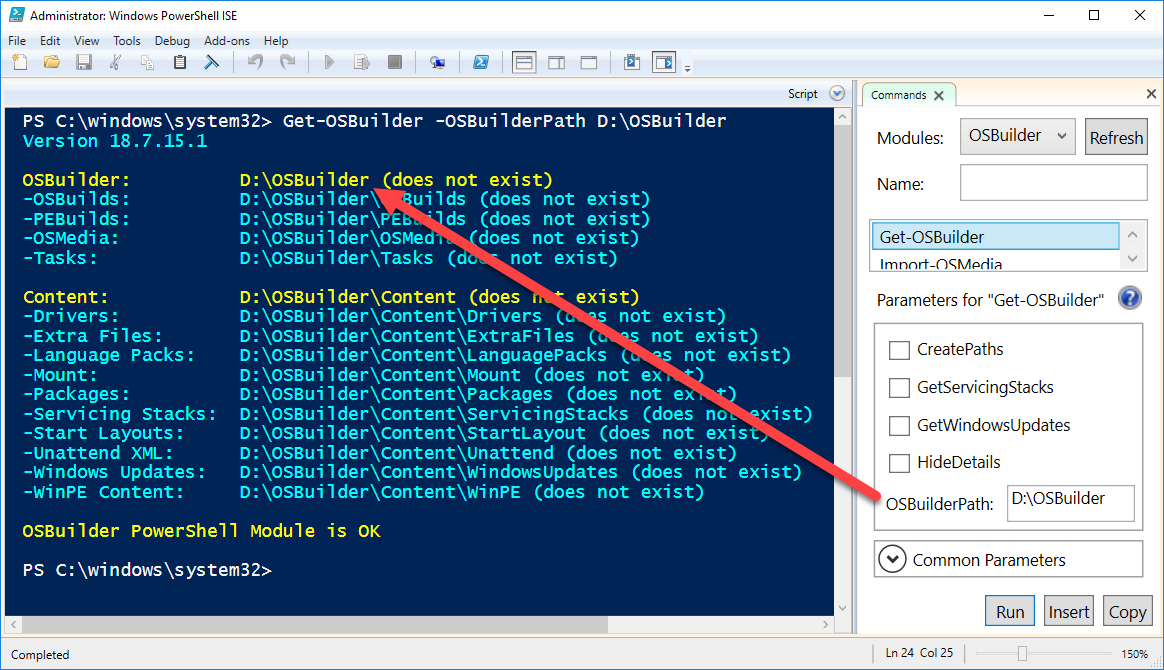 Administrator: Windows PowerShell ISE
File Edit View Tools Debug Add-ons Help
Script
PS C:\windows\system32> Get-OSBuilder -OSBuilderPath D:\OSBuilder
Version 18.7.15.1
OSBuilder: D:\OSBuilder (does not exist)
-OSBuilds: D:\OSBuilder\ Builds (does not exist)
-PEBuilds: D:\OSBuilder\PEBuilds (does not exist)
-OSMedia: D:\OSBuilder\OSMedia (does not exist)
-Tasks: D:\OSBuilder\Tasks (does not exist)
Content: D:\OSBuilder\Content (does not exist)
-Drivers: D:\OSBuilder\Content\Drivers (does not exist)
-Extra Files: D:\OSBuilder\Content\ExtraFiles (does not exist)
-Language Packs: D:\OSBuilder\Content\LanguagePacks (does not exist)
-Mount: D:\OSBuilder\Content\Mount (does not exist)
-Packages: D:\OSBuilder\Content\Packages (does not exist)
-Servicing Stacks: D:\OSBuilder\Content\ServicingStacks (does not exist)
-Start Layouts: D:\OSBuilder\Content\StartLayout (does not exist)
-Unattend XML: D:\OSBuilder\Content\Unattend (does not exist)
-Windows Updates: D:\OSBuilder\Content\WindowsUpdates (does not exist)
-WinPE Content: D:\OSBuilder\Content\WinPE (does not exist)
OSBuilder PowerShell Module is OK
PS C:\windows\system32>
Commands
Modules: OSBuilder Refresh
Name:
Get-OSBuilder
Import-OSMedia
Parameters for "Get-OSBuilder"
CreatePaths
GetServicingStacks
GetWindowsUpdates
HideDetails
OSBuilderPath: D:\OSBuilder
Common Parameters
Run Insert Copy
Completed
Ln 24 Col 25
150%